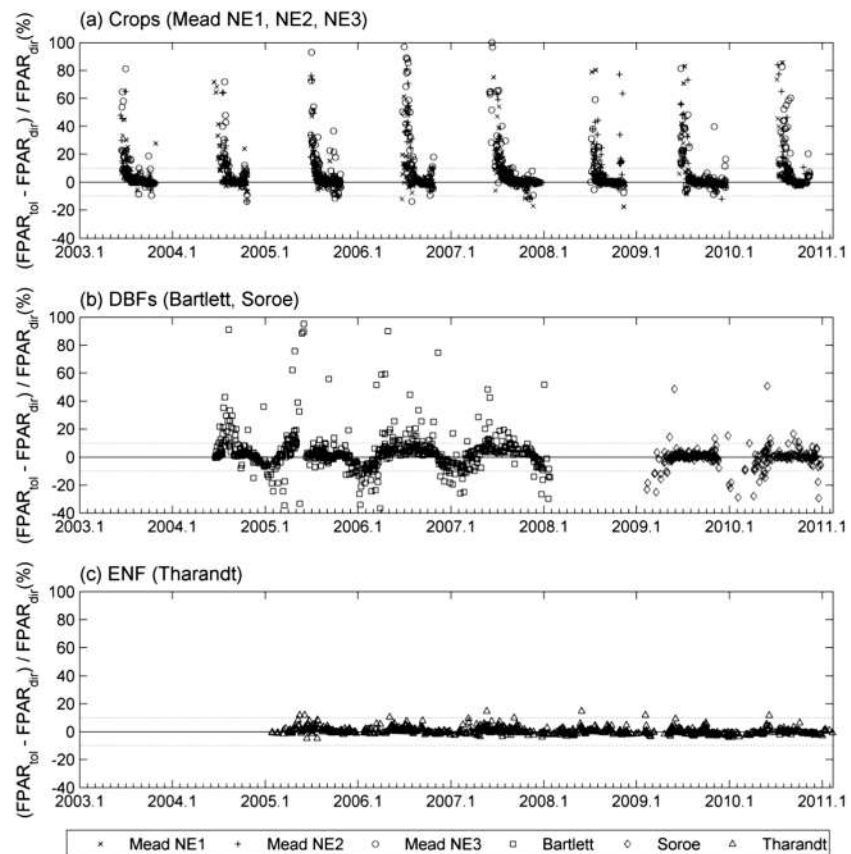 (a) Crops (Mead NE1, NE2, NE3)
(FPAR_tol - FPAR_dir) / FPAR_dir(%)
100
80
60
40
20
0
-20
-40
2003.1 2004.1 2005.1 2006.1 2007.1 2008.1 2009.1 2010.1 2011.1
(b) DBFs (Bartlett, Soroe)
(FPAR_tol - FPAR_dir) / FPAR_dir(%)
100
80
60
40
20
0
-20
-40
2003.1 2004.1 2005.1 2006.1 2007.1 2008.1 2009.1 2010.1 2011.1
(c) ENF (Tharandt)
(FPAR_tol - FPAR_dir) / FPAR_dir(%)
100
80
60
40
20
0
-20
-40
2003.1 2004.1 2005.1 2006.1 2007.1 2008.1 2009.1 2010.1 2011.1
× Mead NE1 + Mead NE2 ○ Mead NE3 □ Bartlett ◇ Soroe △ Tharandt